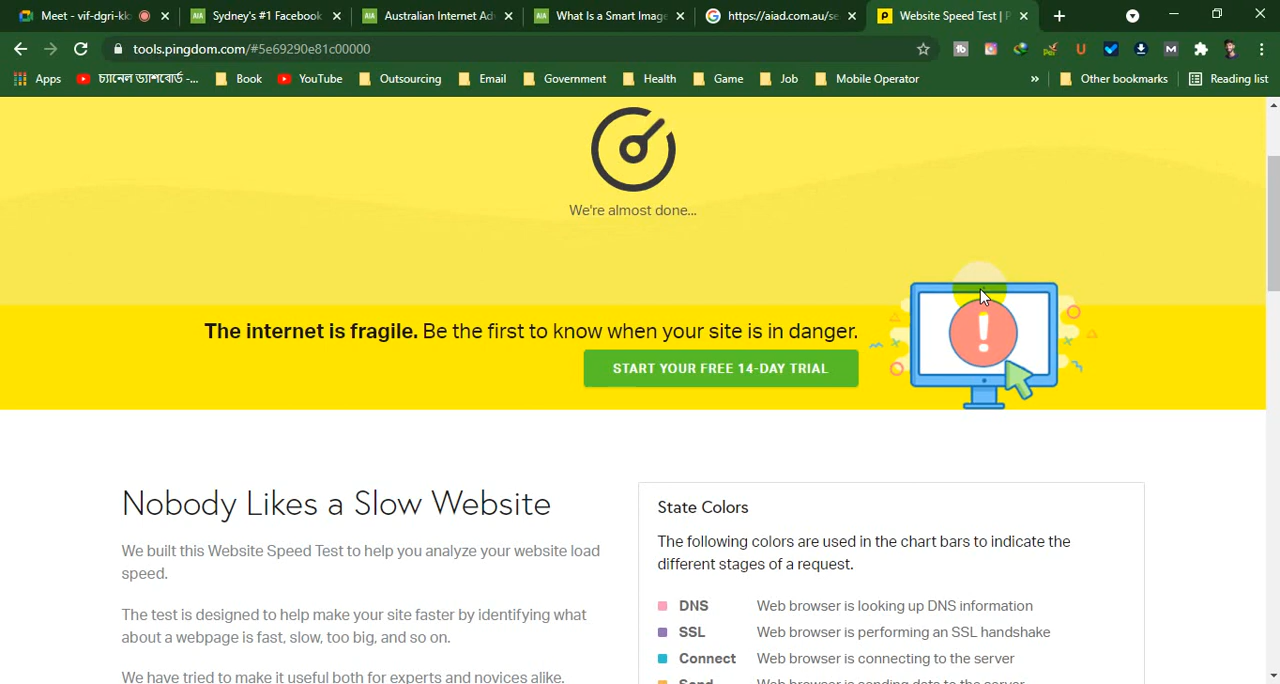 Meet - vif-dgri-kk
AIA Sydney's #1 Facebook
AIA Australian Internet Ad
AIA What Is a Smart Image
https://aiad.com.au/se
Website Speed Test | P
tools.pingdom.com/#5e69290e81c00000
Apps
চ্যানেল ড্যাশবোর্ড -...
Book
YouTube
Outsourcing
Email
Government
Health
Game
Job
Mobile Operator
»
Other bookmarks
Reading list
We're almost done...
The internet is fragile. Be the first to know when your site is in danger.
START YOUR FREE 14-DAY TRIAL
Nobody Likes a Slow Website
We built this Website Speed Test to help you analyze your website load
speed.
The test is designed to help make your site faster by identifying what
about a webpage is fast, slow, too big, and so on.
We have tried to make it useful both for experts and novices alike.
State Colors
The following colors are used in the chart bars to indicate the
different stages of a request.
DNS Web browser is looking up DNS information
SSL Web browser is performing an SSL handshake
Connect Web browser is connecting to the server
Send Web browser is sending data to the server